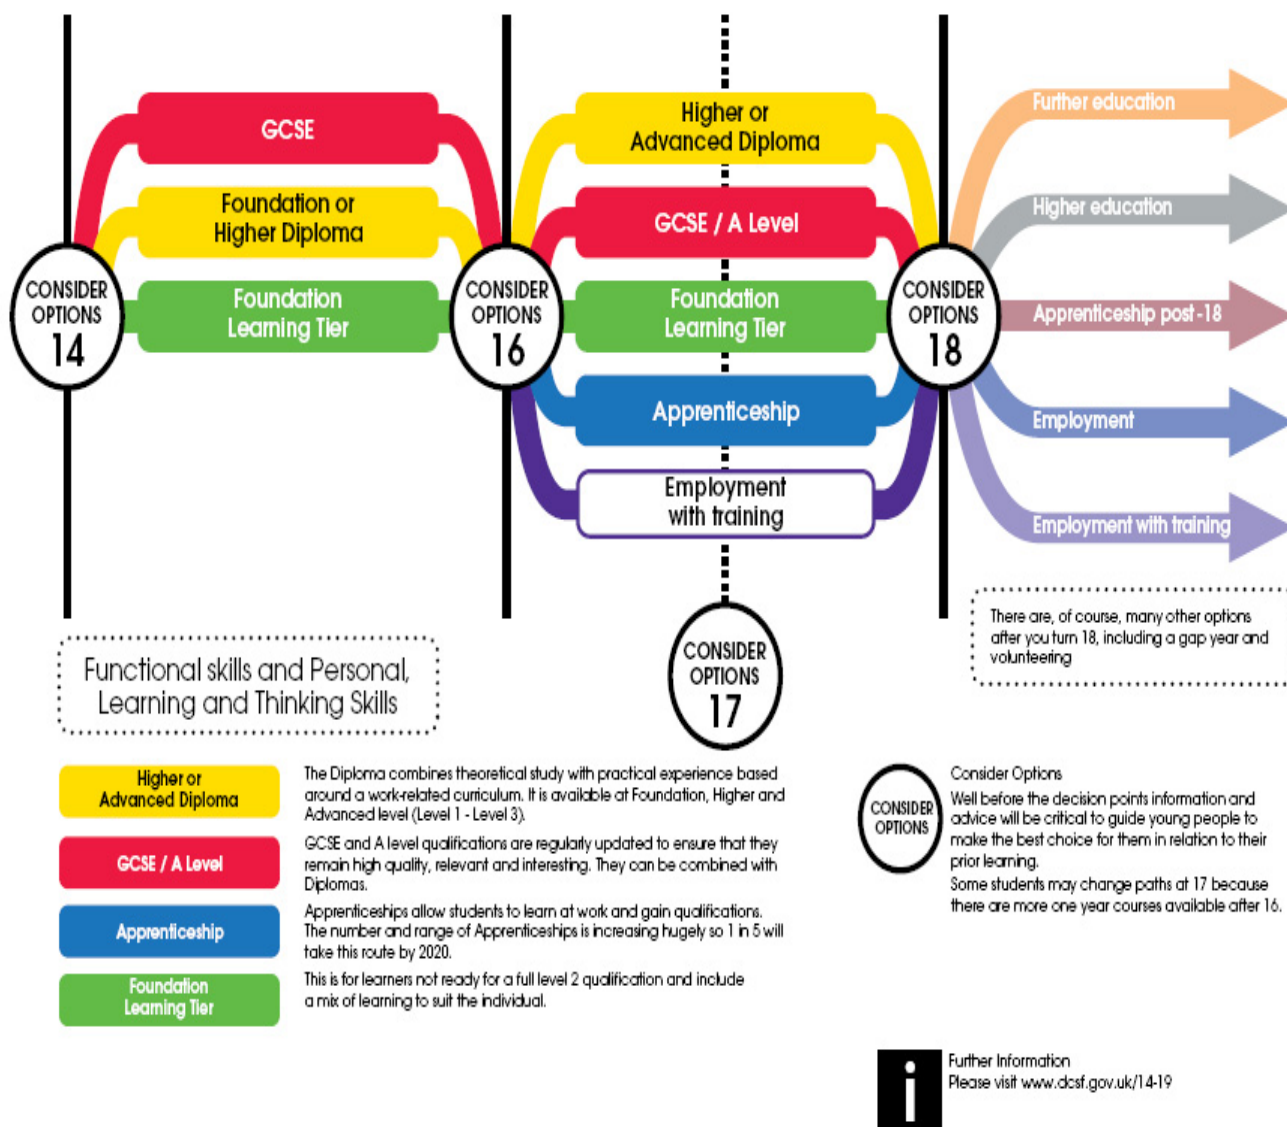 GCSE
Foundation or
Higher Diploma
CONSIDER
OPTIONS
14
Foundation
Learning Tier
CONSIDER
OPTIONS
16
Higher or
Advanced Diploma
GCSE / A Level
Foundation
Learning Tier
Apprenticeship
Employment
with training
CONSIDER
OPTIONS
18
Further education
Higher education
Apprenticeship post-18
Employment
Employment with training
CONSIDER
OPTIONS
17
There are, of course, many other options
after you turn 18, including a gap year and
volunteering
Functional skills and Personal,
Learning and Thinking Skills
Higher or
Advanced Diploma
The Diploma combines theoretical study with practical experience based
around a work-related curriculum. It is available at Foundation, Higher and
Advanced level (Level 1 - Level 3).
GCSE / A Level
GCSE and A level qualifications are regularly updated to ensure that they
remain high quality, relevant and interesting. They can be combined with
Diplomas.
Apprenticeship
Apprenticeships allow students to learn at work and gain qualifications.
The number and range of Apprenticeships is increasing hugely so 1 in 5 will
take this route by 2020.
Foundation
Learning Tier
This is for learners not ready for a full level 2 qualification and include
a mix of learning to suit the individual.
CONSIDER
OPTIONS
Consider Options
Well before the decision points information and
advice will be critical to guide young people to
make the best choice for them in relation to their
prior learning.
Some students may change paths at 17 because
there are more one year courses available after 16.
i
Further Information
Please visit www.dcsf.gov.uk/14-19